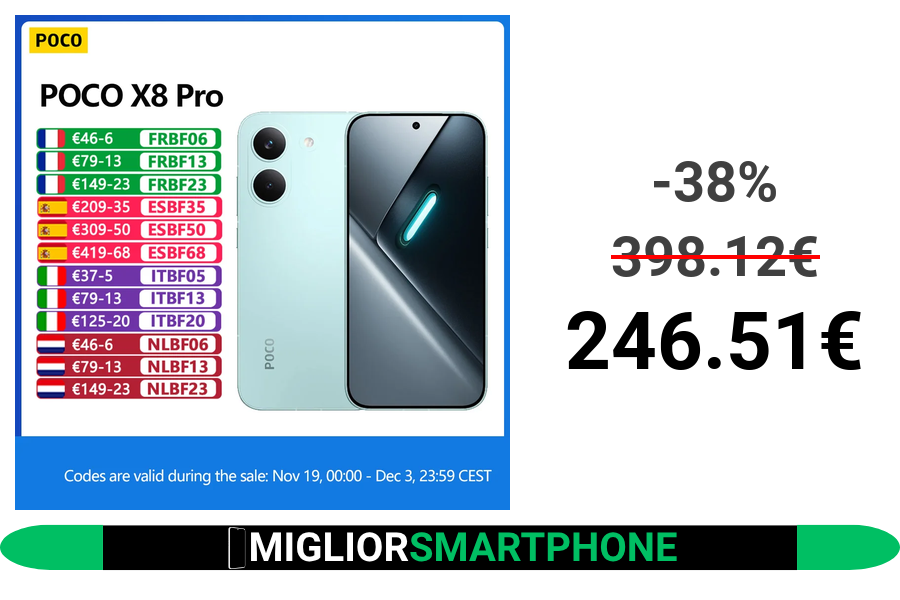 POCO
POCO X8 Pro
€46-6 FRBF06
€79-13 FRBF13
€149-23 FRBF23
€209-35 ESBF35
€309-50 ESBF50
€419-68 ESBF68
€37-5 ITBF05
€79-13 ITBF13
€125-20 ITBF20
€46-6 NLBF06
€79-13 NLBF13
€149-23 NLBF23
POCO
Codes are valid during the sale: Nov 19, 00:00 - Dec 3, 23:59 CEST
-38%
398.12€
246.51€
MIGLIORSMARTPHONE